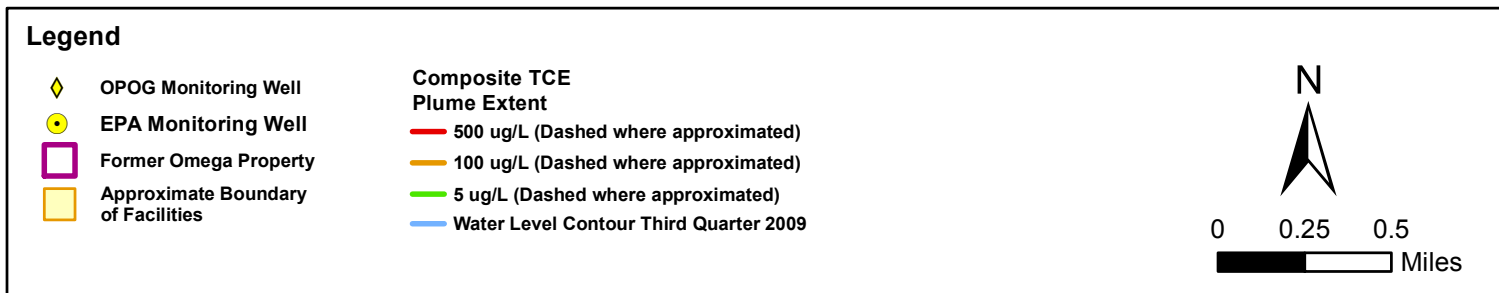 Legend
OPOG Monitoring Well
EPA Monitoring Well
Former Omega Property
Approximate Boundary
of Facilities
Composite TCE
Plume Extent
500 ug/L (Dashed where approximated)
100 ug/L (Dashed where approximated)
5 ug/L (Dashed where approximated)
Water Level Contour Third Quarter 2009
N
0 0.25 0.5
Miles